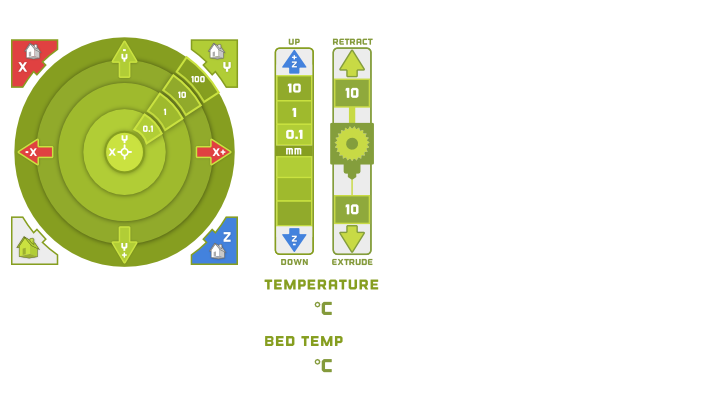 X
-Y
Y
100
10
1
0.1
Y
X
-X
X+
Y+
Z
UP
+Z
10
1
0.1
mm
Z
DOWN
RETRACT
10
10
EXTRUDE
TEMPERATURE
°C
BED TEMP
°C